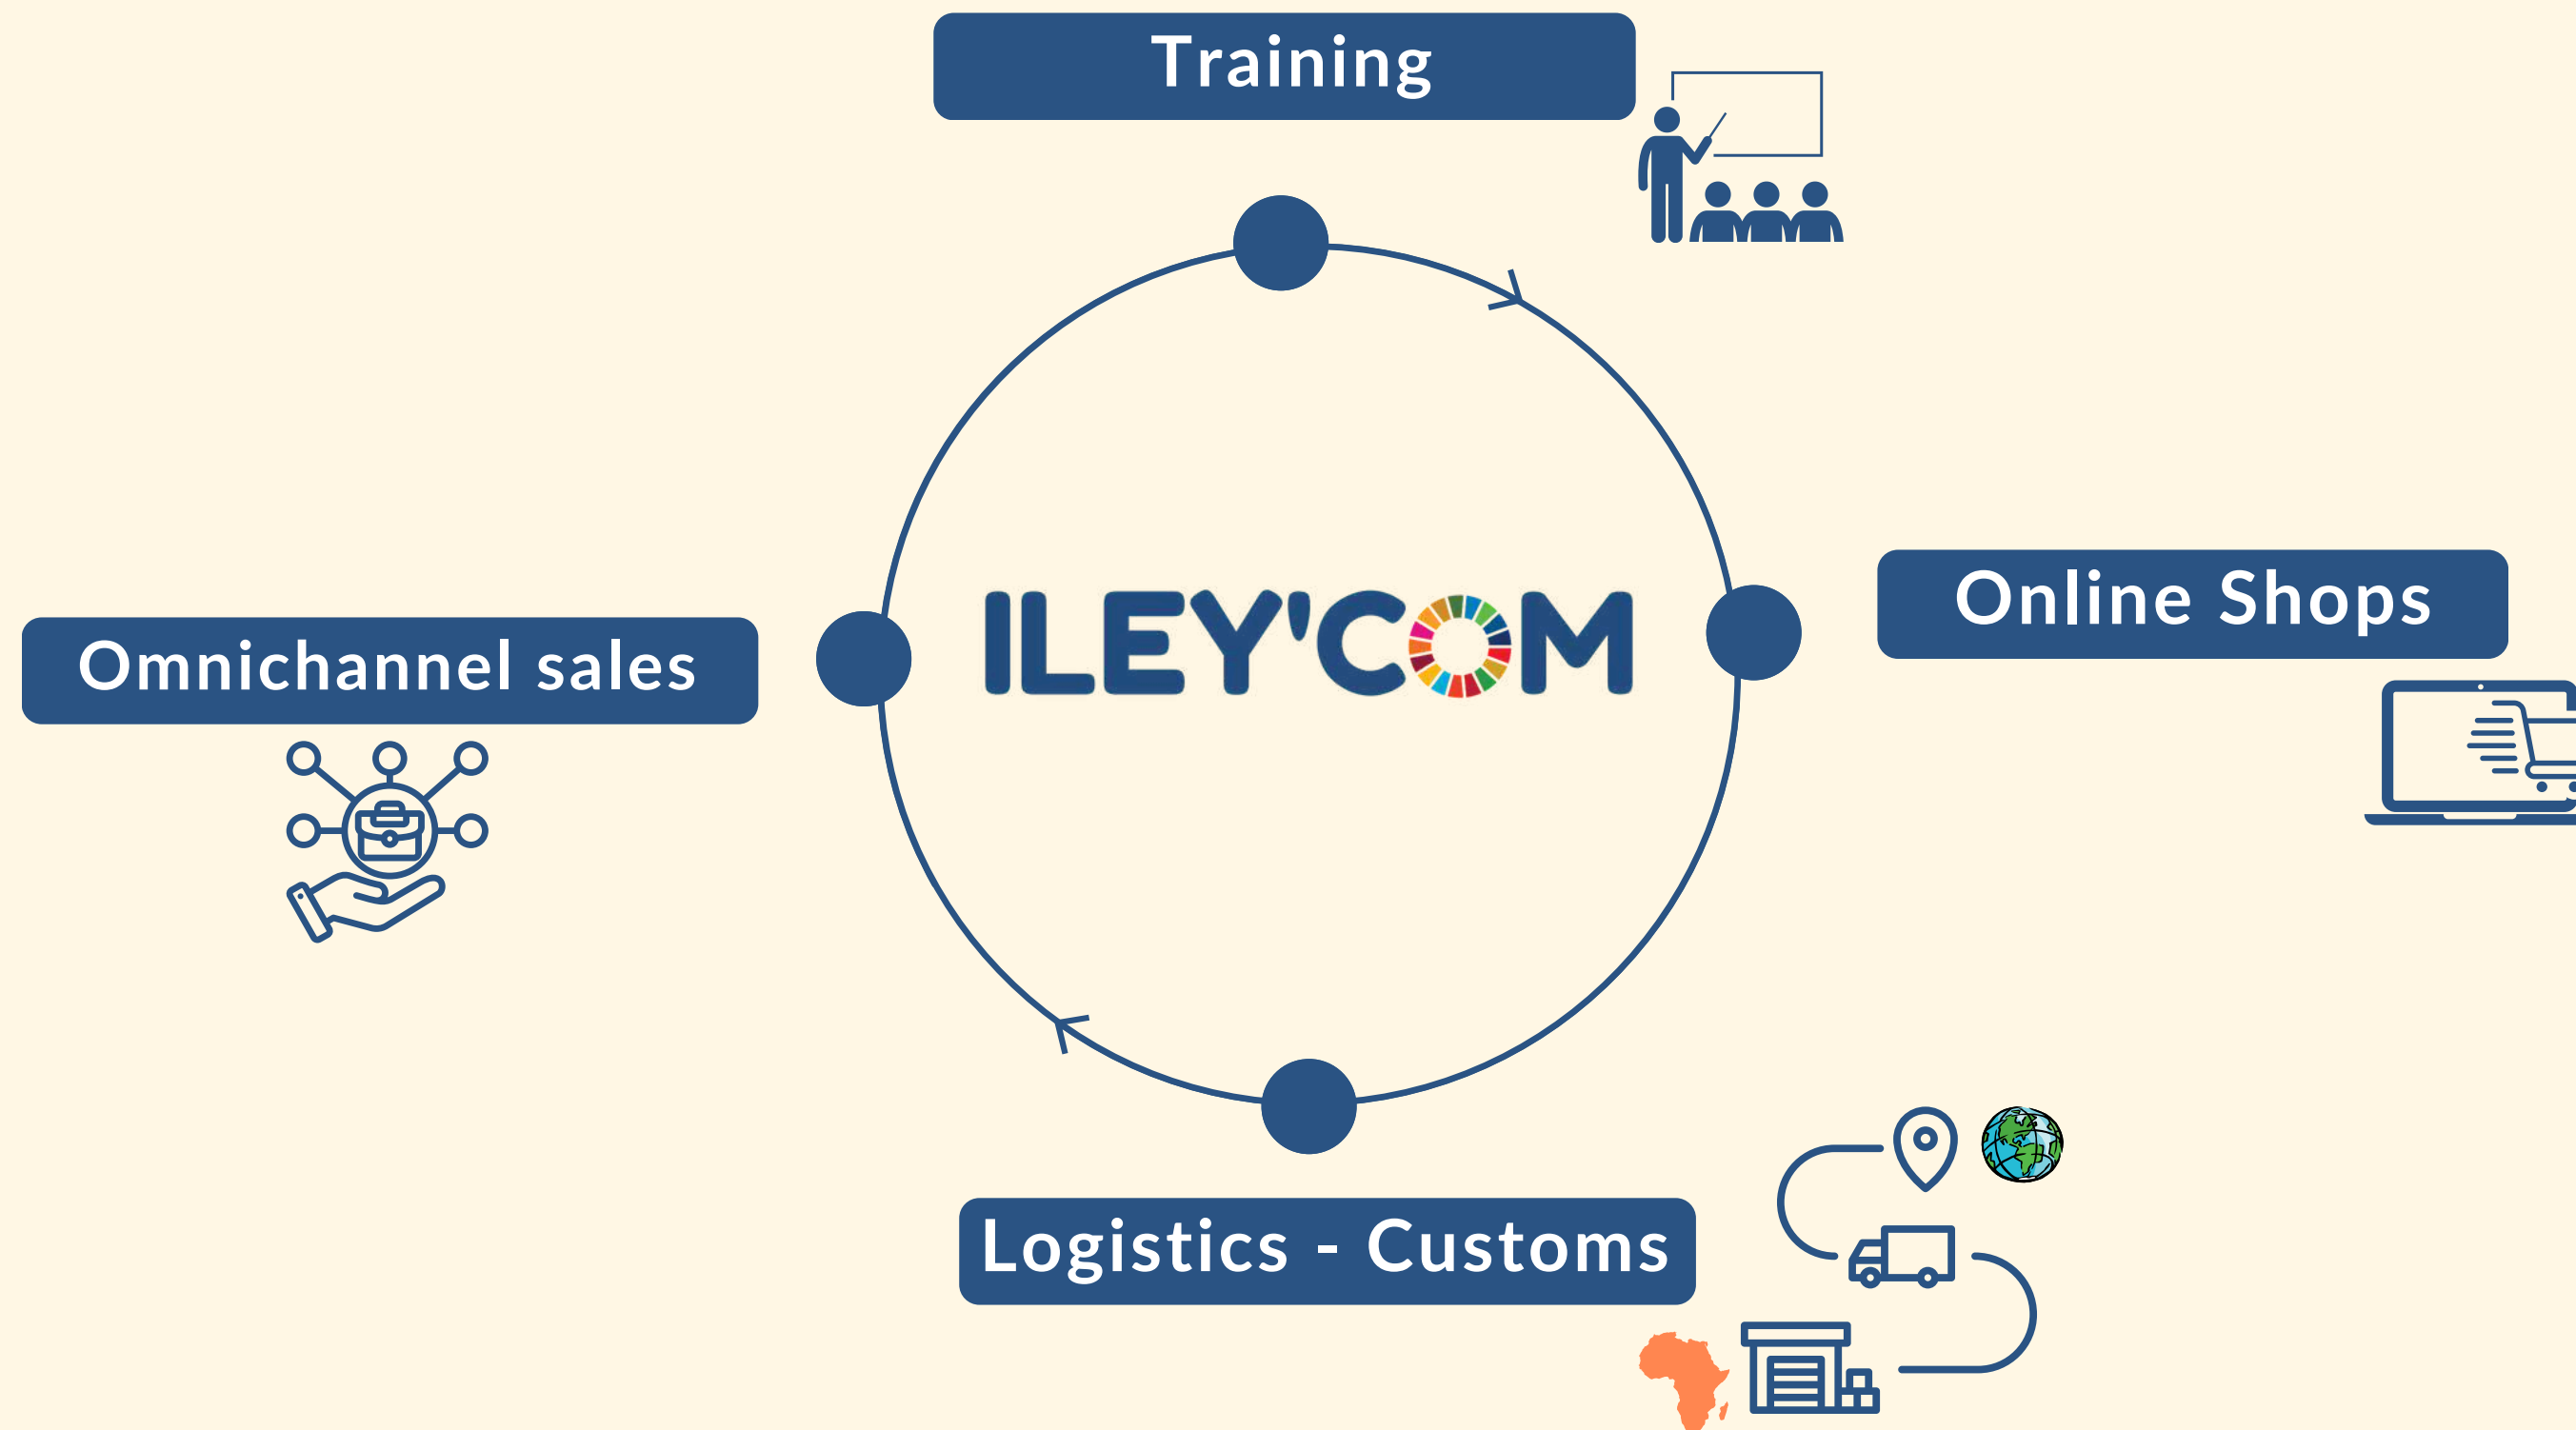 Training
Online Shops
ILEY'COM
Omnichannel sales
Logistics - Customs